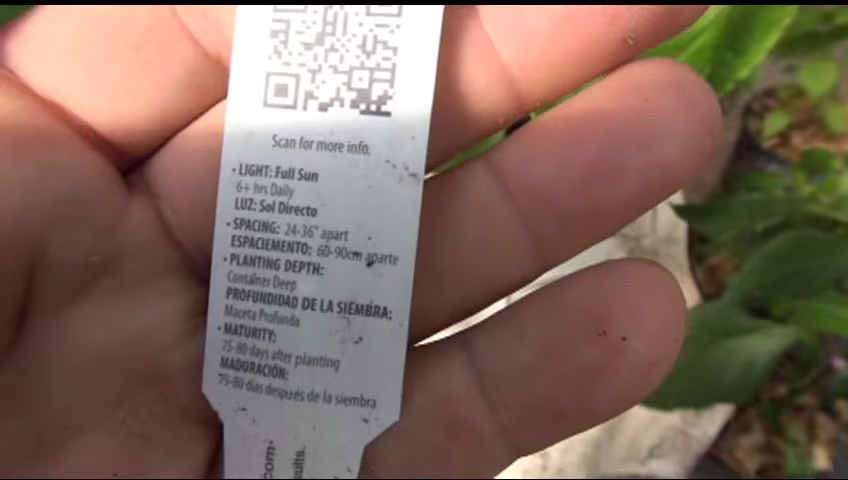 Scan for more info.
• LIGHT: Full Sun
6+ hrs Daily
LUZ: Sol Directo
• SPACING: 24-36" apart
ESPACIEMENTO: 60-90cm aparte
• PLANTING DEPTH:
Container Deep
PROFUNDIDAD DE LA SIEMBRA:
Maceta Profunda
• MATURITY:
75-80 days after planting
MADURACIÓN:
75-80 días después de la siembra
com·
ults.